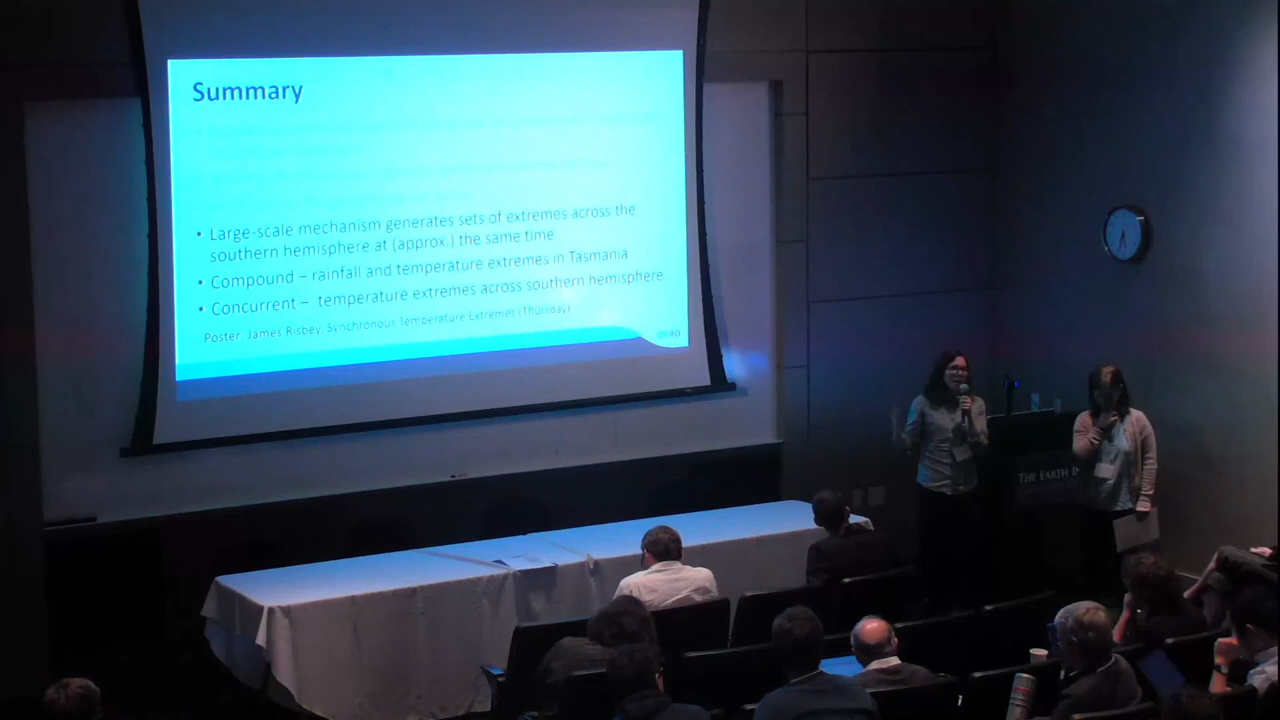 Summary
• Large-scale mechanism generates sets of extremes across the
southern hemisphere at (approx.) the same time
• Compound – rainfall and temperature extremes in Tasmania
• Concurrent – temperature extremes across southern hemisphere
Poster: James Risbey, Synchronous Temperature Extremes (Thursday)
CSIRO
THE EARTH IN